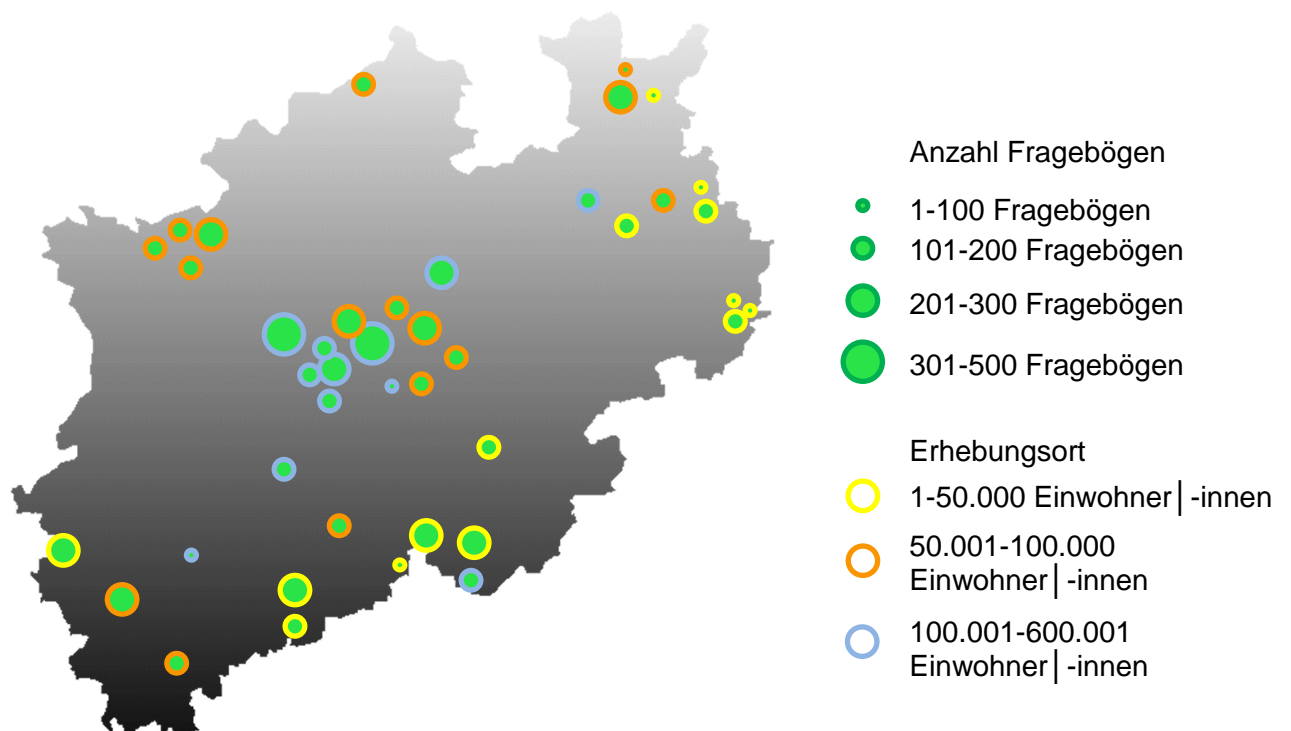 Anzahl Fragebögen
1-100 Fragebögen
101-200 Fragebögen
201-300 Fragebögen
301-500 Fragebögen
Erhebungsort
1-50.000 Einwohner│-innen
50.001-100.000
Einwohner│-innen
100.001-600.001
Einwohner│-innen